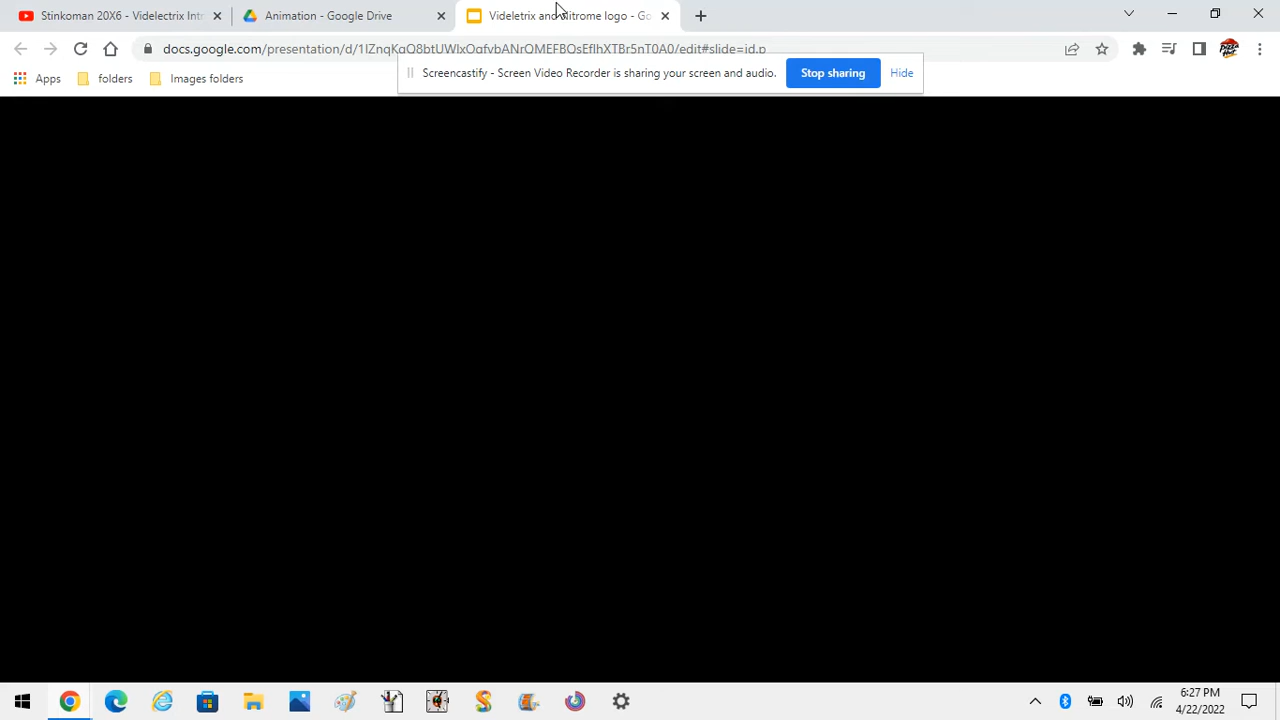 Stinkoman 20X6 - Videlectrix Intr
Animation - Google Drive
Videletrix and Nitrome logo - Go
docs.google.com/presentation/d/
/edit#slide=id.p
Screencastify - Screen Video Recorder is sharing your screen and audio.
Stop sharing
Hide
Apps
folders
Images folders
6:27 PM
4/22/2022